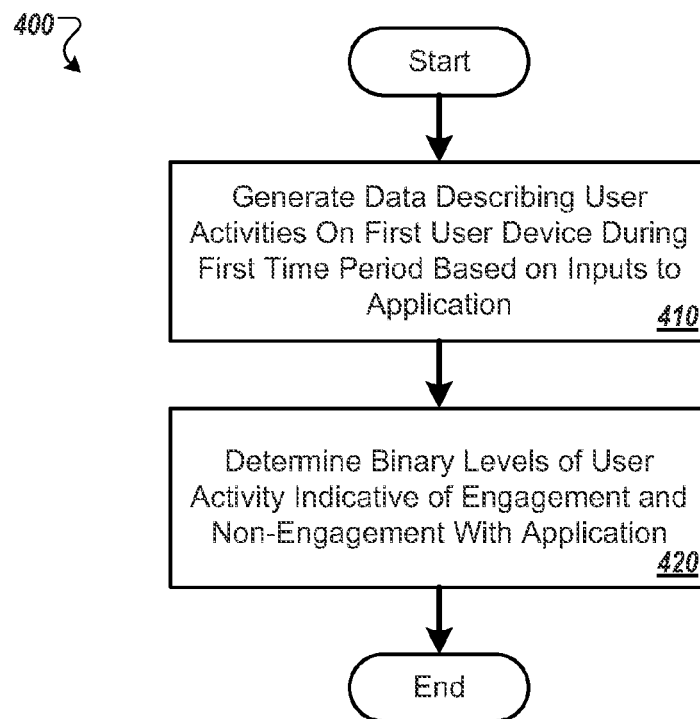 400
Start
Generate Data Describing User
Activities On First User Device During
First Time Period Based on Inputs to
Application
410
Determine Binary Levels of User
Activity Indicative of Engagement and
Non-Engagement With Application
420
End